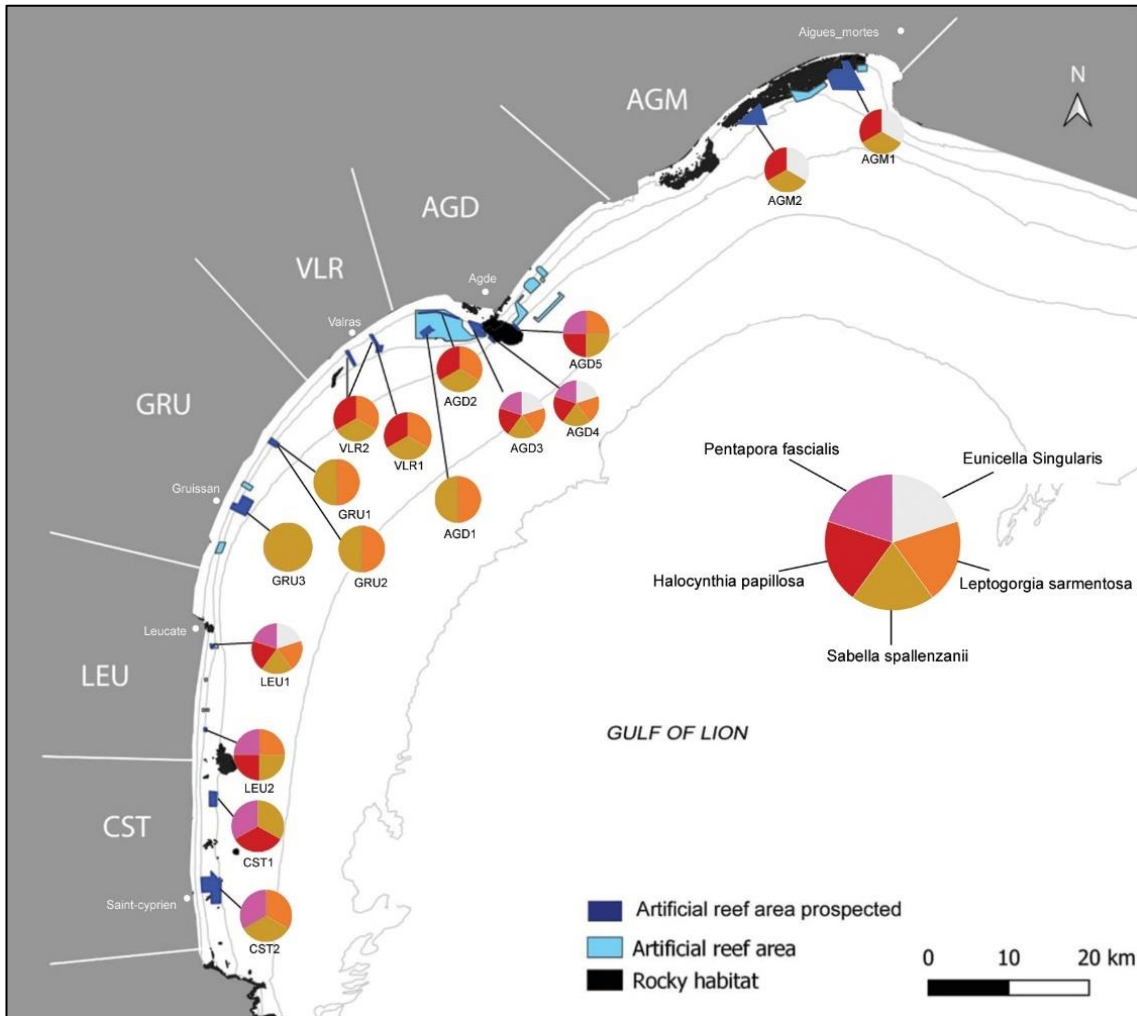 Aigues_mortes
AGM
N
AGM1
AGM2
AGD
VLR
Agde
Valras
AGD5
AGD2
GRU
AGD3
AGD4
VLR2
VLR1
Pentapora fascialis
Eunicella Singularis
Gruissan
GRU1
AGD1
GRU3
GRU2
Halocynthia papillosa
Leptogorgia sarmentosa
Leucate
Sabella spallenzanii
LEU
LEU1
GULF OF LION
LEU2
CST
CST1
Saint-cyprien
CST2
Artificial reef area prospected
Artificial reef area
Rocky habitat
0 10 20 km